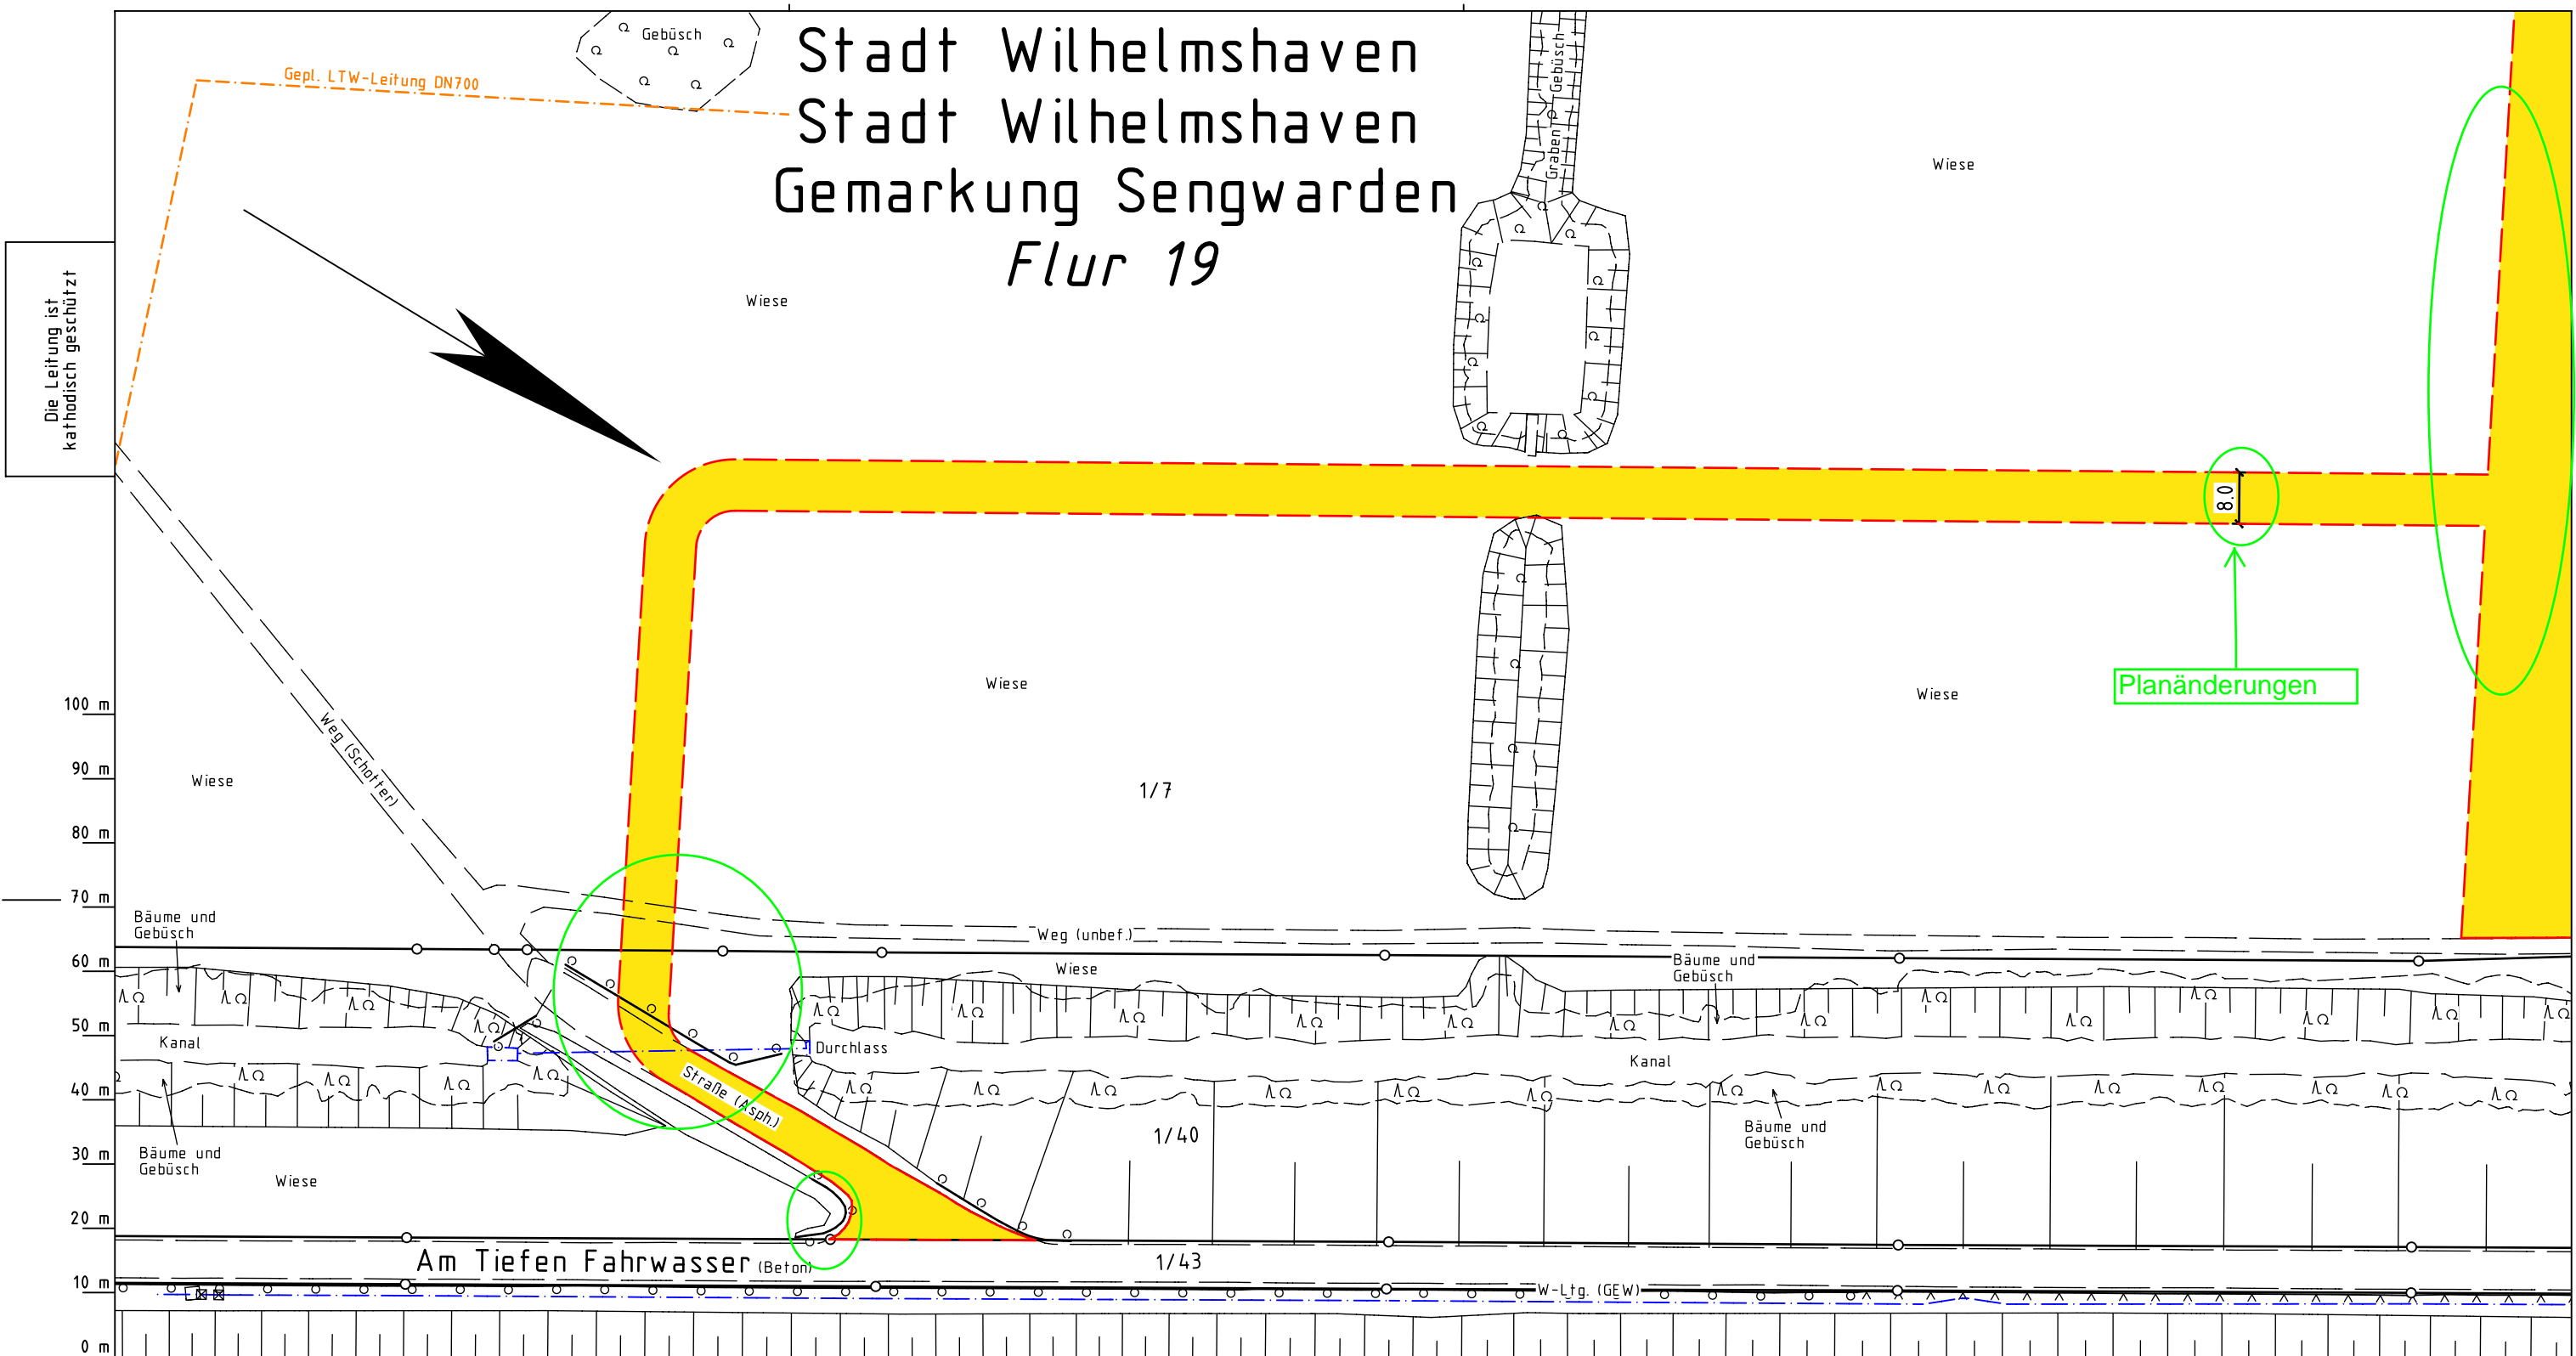 Gebüsch
Stadt Wilhelmshaven
Gepl. LTW-Leitung DN700
Stadt Wilhelmshaven
Gemarkung Sengwarden
Flur 19
Graben
Gebüsch
Wiese
Wiese
Die Leitung ist
kathodisch geschützt
8.0
Planänderungen
Wiese
Wiese
100 m
90 m
80 m
70 m
60 m
50 m
40 m
30 m
20 m
10 m
0 m
Weg (Schotter)
Wiese
1/7
Bäume und
Gebüsch
Weg (unbef.)
Wiese
Bäume und
Gebüsch
Kanal
Durchlass
Kanal
Straße (Asph.)
1/40
Bäume und
Gebüsch
Bäume und
Gebüsch
Wiese
Am Tiefen Fahrwasser (Beton)
1/43
W-Ltg. (GEW)